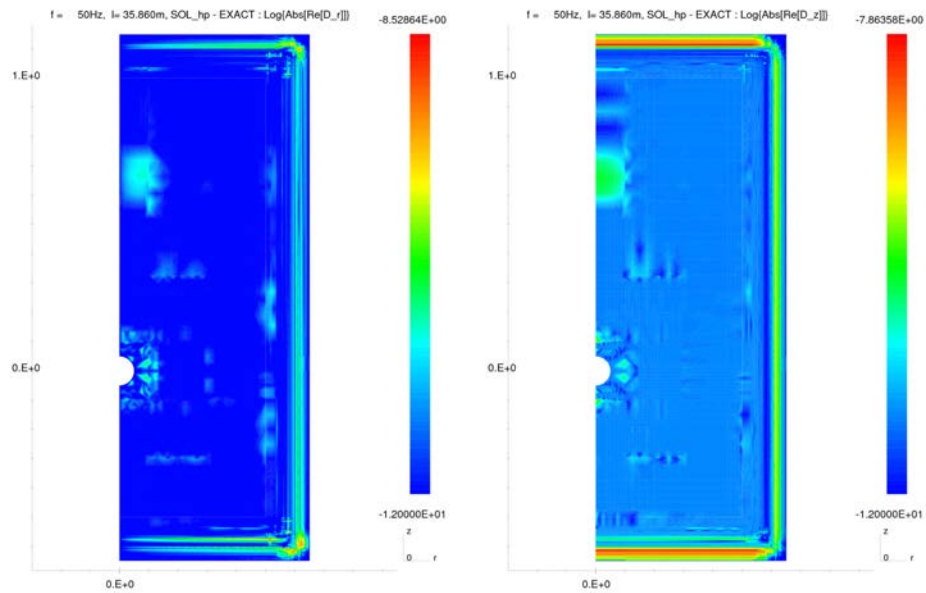 f = 50Hz, l= 35.860m, SOL_hp - EXACT : Log{Abs[Re[D_r]]}
-8.52864E+00
1.E+0
0.E+0
-1.20000E+01
z
0 r
0.E+0
f = 50Hz, l= 35.860m, SOL_hp - EXACT : Log{Abs[Re[D_z]]}
-7.86358E+00
1.E+0
0.E+0
-1.20000E+01
z
0 r
0.E+0